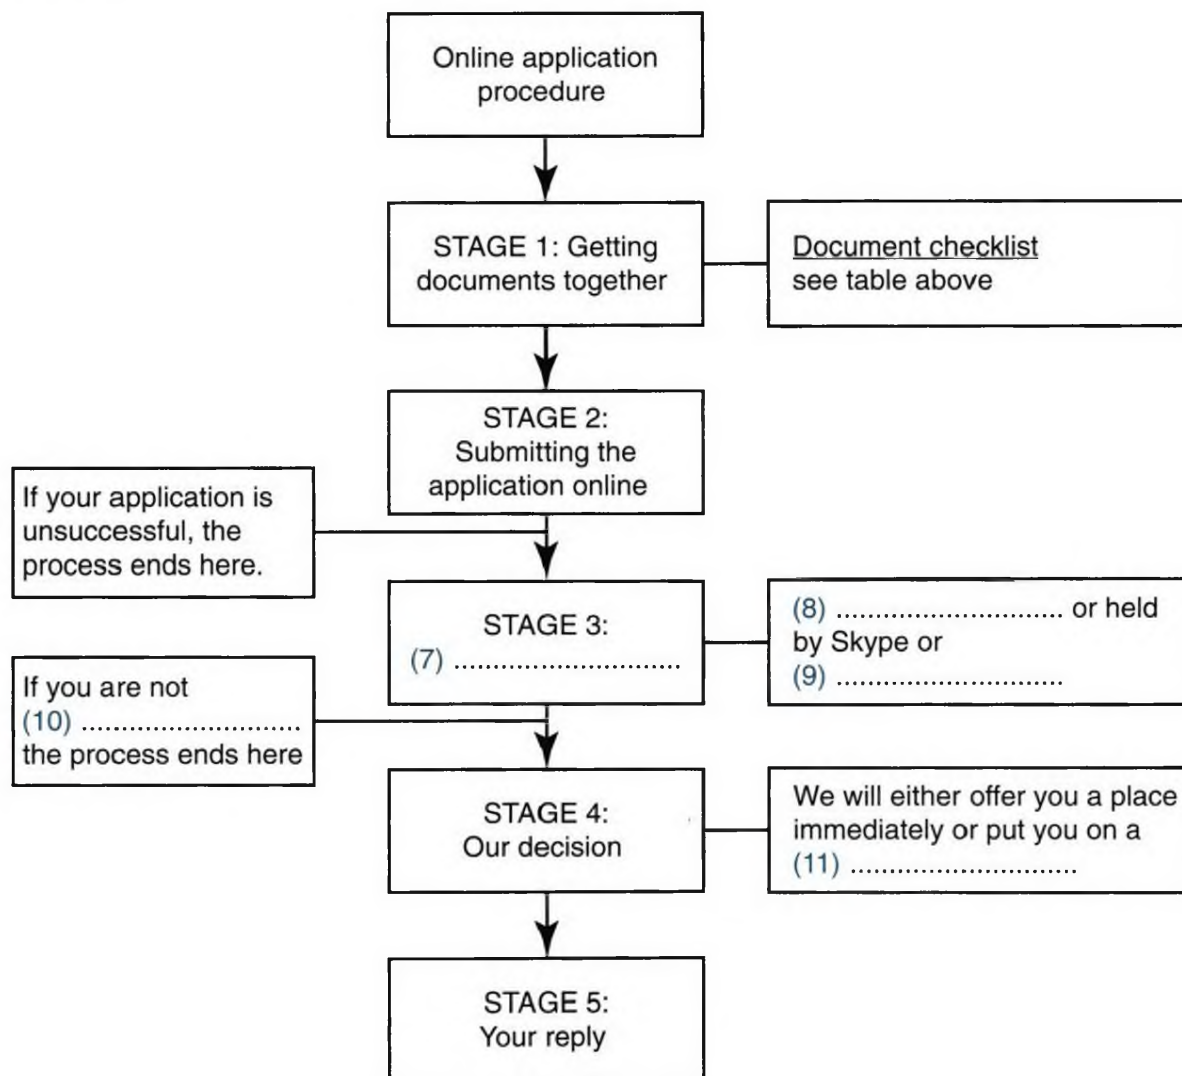 Online application
procedure
STAGE 1: Getting
documents together
Document checklist
see table above
STAGE 2:
Submitting the
application online
If your application is
unsuccessful, the
process ends here.
STAGE 3:
(7) ..............................
(8) ............................. or held
by Skype or
(9) .............................
If you are not
(10) ..........................
the process ends here
STAGE 4:
Our decision
We will either offer you a place
immediately or put you on a
(11) .............................
STAGE 5:
Your reply